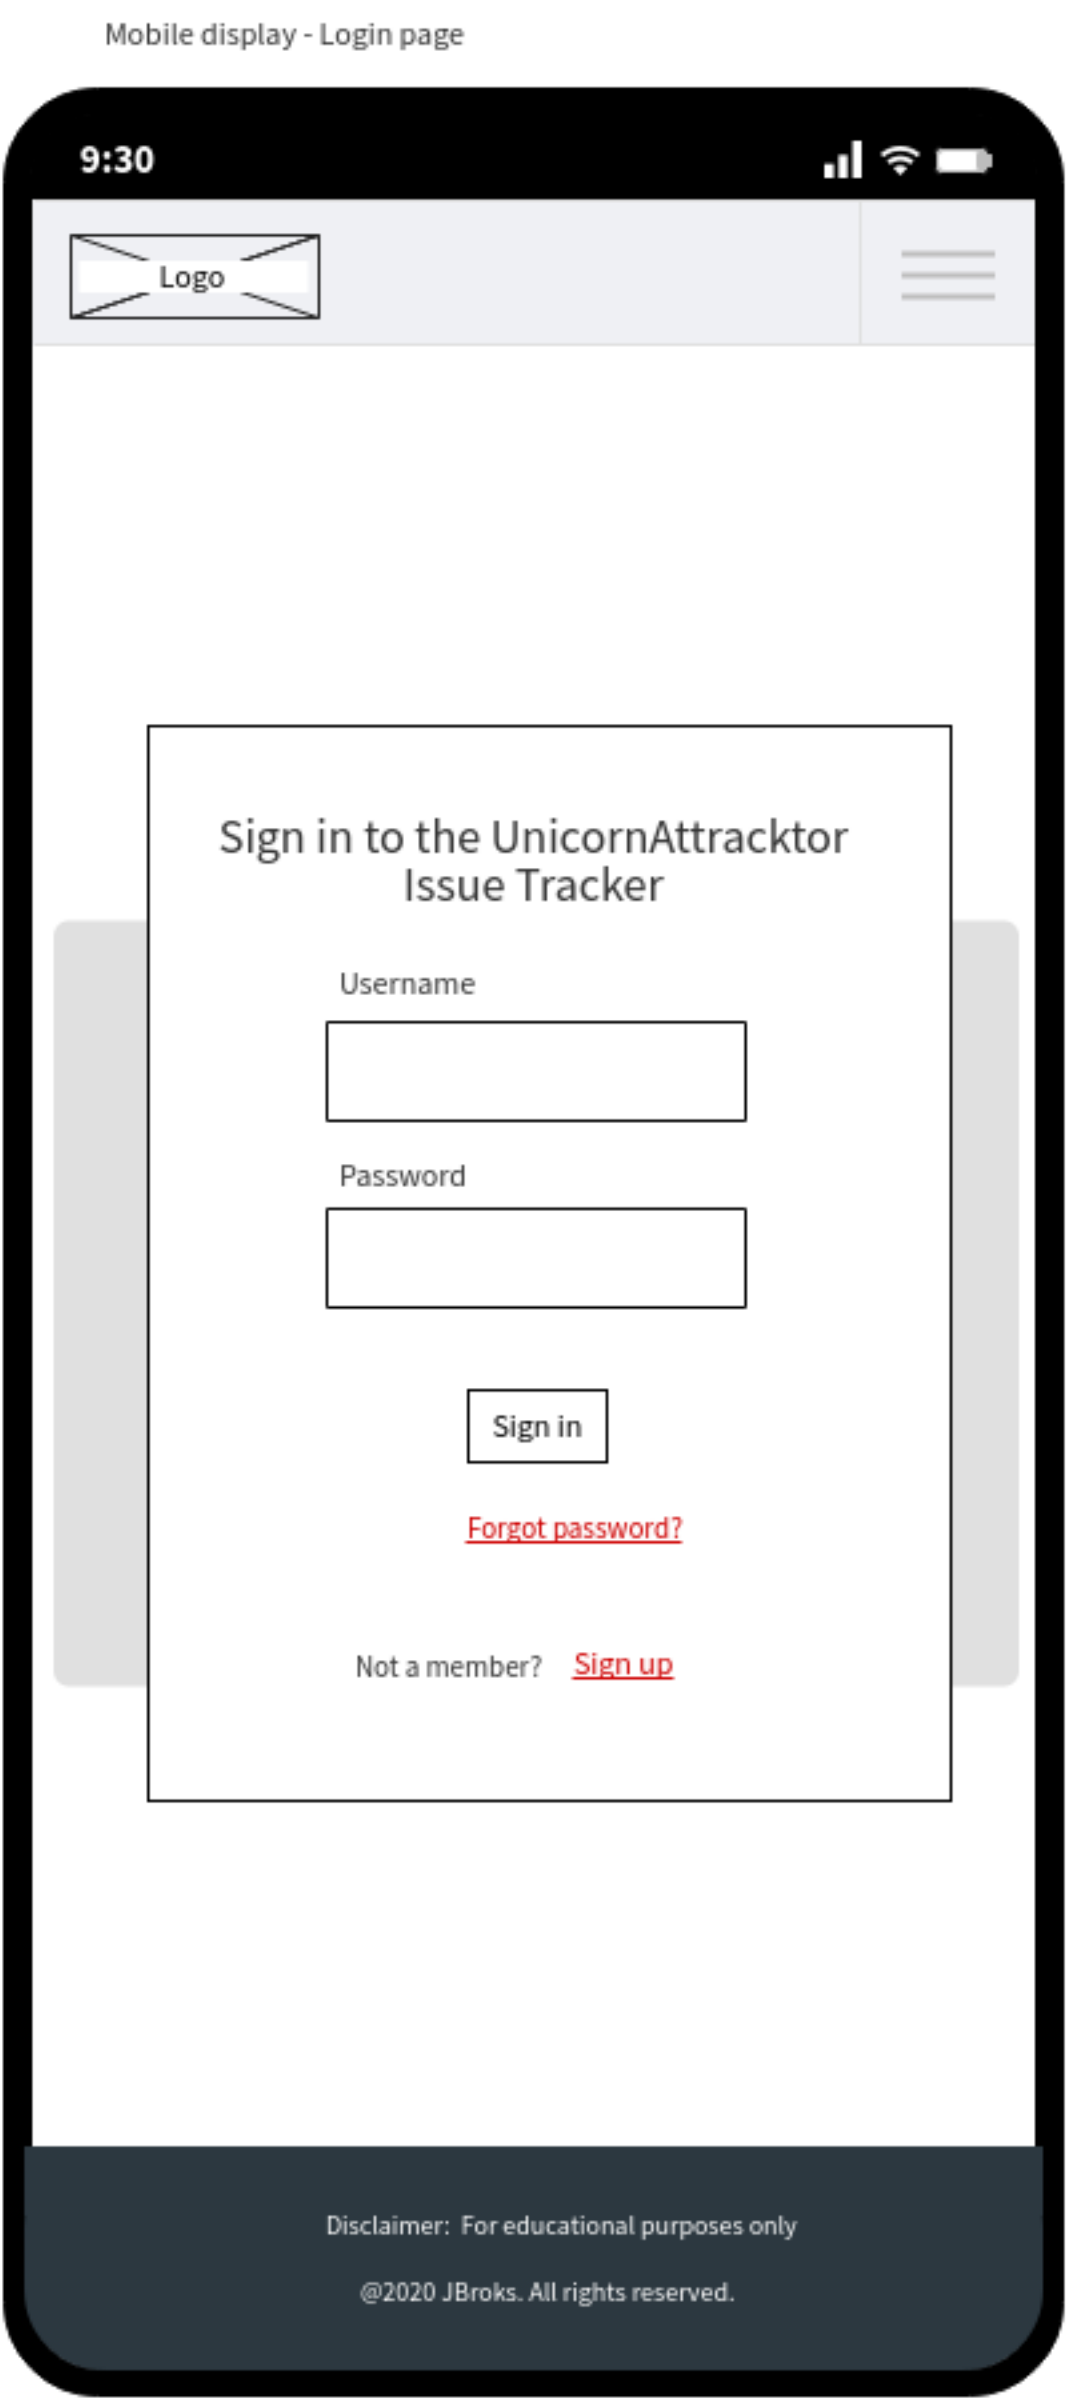 Mobile display - Login page
9:30
Logo
Sign in to the UnicornAttracktor
Issue Tracker
Username
Password
Sign in
Forgot password?
Not a member? Sign up
Disclaimer: For educational purposes only
@2020 JBroks. All rights reserved.